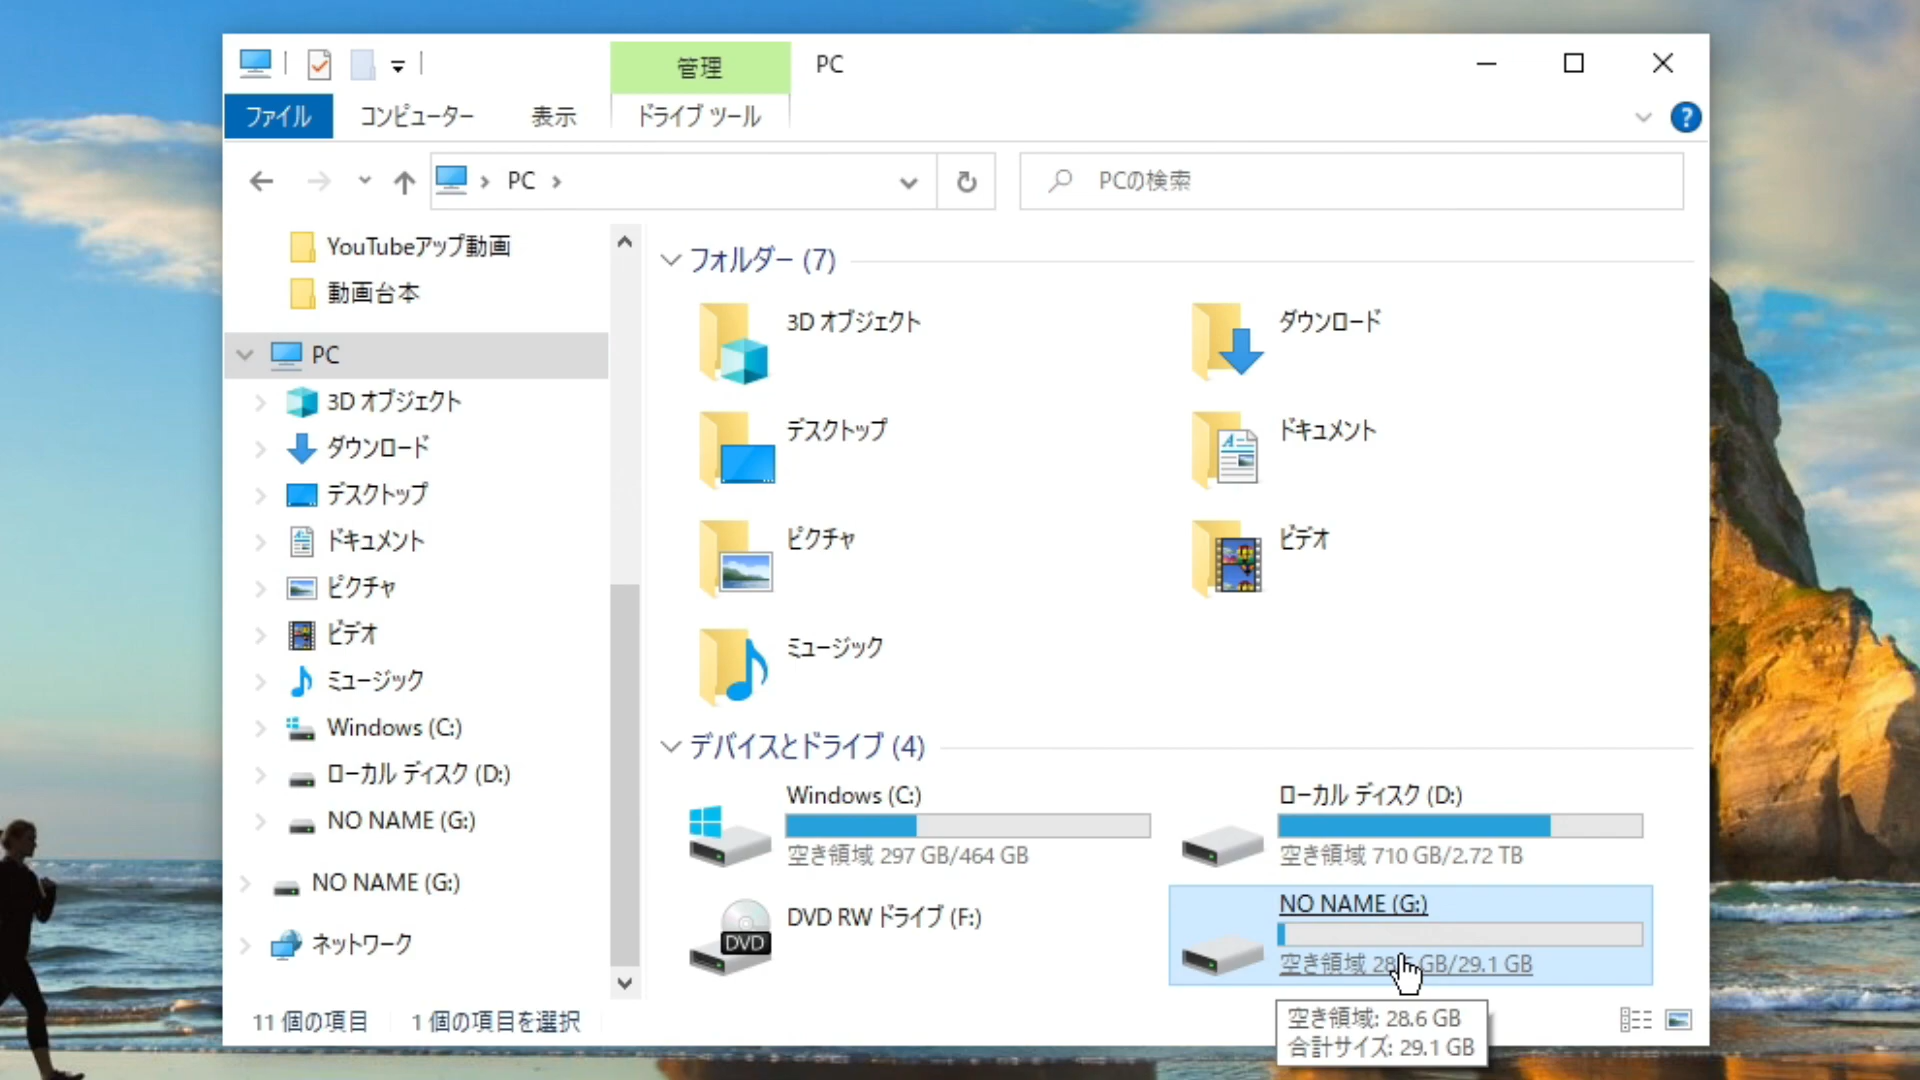 管理
PC
ファイル
コンピューター
表示
ドライブ ツール
?
PC
PCの検索
YouTubeアップ動画
動画台本
PC
3D オブジェクト
ダウンロード
デスクトップ
ドキュメント
ピクチャ
ビデオ
ミュージック
Windows (C:)
ローカル ディスク (D:)
NO NAME (G:)
NO NAME (G:)
ネットワーク
フォルダー (7)
3D オブジェクト
ダウンロード
デスクトップ
ドキュメント
ピクチャ
ビデオ
ミュージック
デバイスとドライブ (4)
Windows (C:)
空き領域 297 GB/464 GB
ローカル ディスク (D:)
空き領域 710 GB/2.72 TB
DVD
DVD RW ドライブ (F:)
NO NAME (G:)
空き領域 28.6 GB/29.1 GB
空き領域: 28.6 GB
合計サイズ: 29.1 GB
11 個の項目
1 個の項目を選択